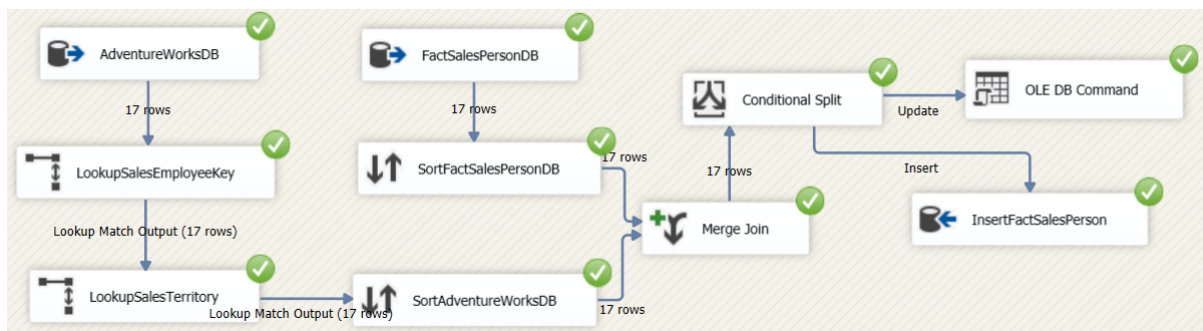 AdventureWorksDB
FactSalesPersonDB
17 rows
17 rows
Conditional Split
Update
OLE DB Command
LookupSalesEmployeeKey
SortFactSalesPersonDB
17 rows
17 rows
Insert
Lookup Match Output (17 rows)
Merge Join
InsertFactSalesPerson
LookupSalesTerritory
Lookup Match Output (17 rows)
SortAdventureWorksDB
17 rows